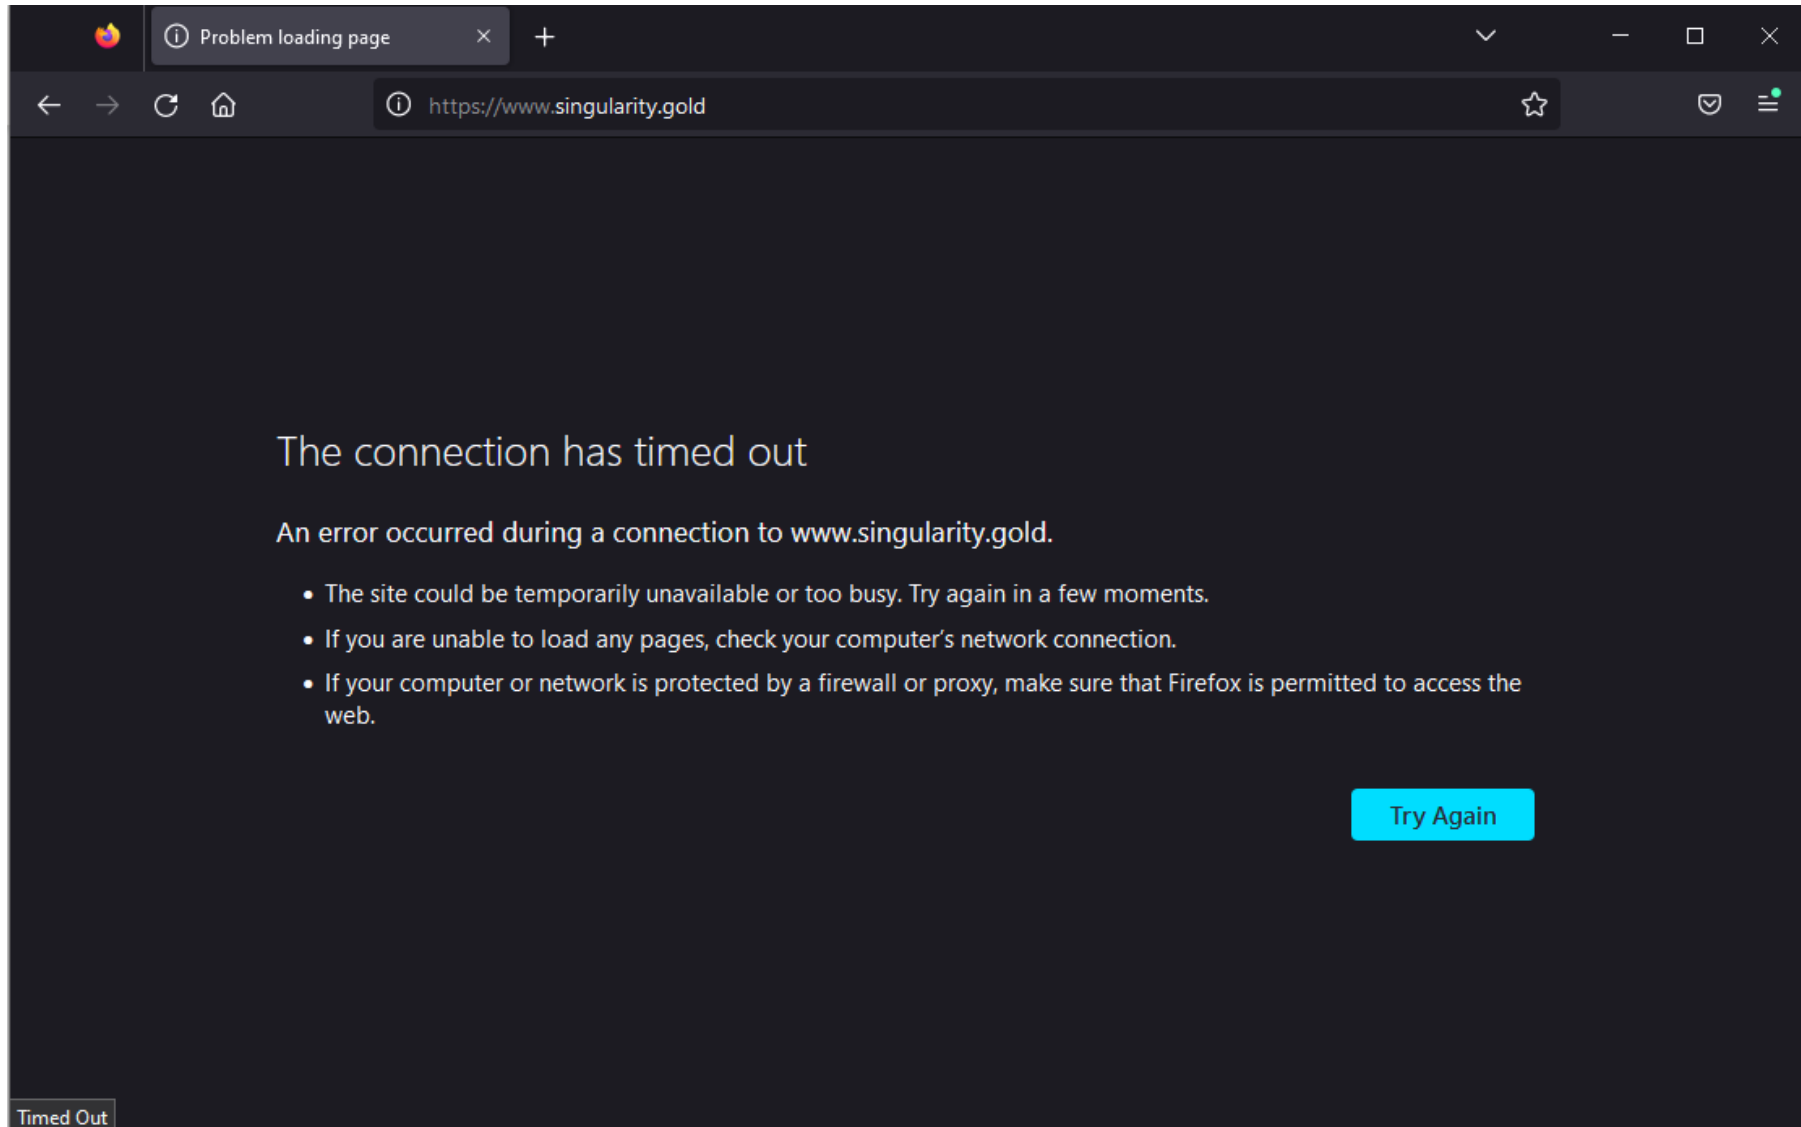 Problem loading page
https://www.singularity.gold
The connection has timed out
An error occurred during a connection to www.singularity.gold.
• The site could be temporarily unavailable or too busy. Try again in a few moments.
• If you are unable to load any pages, check your computer’s network connection.
• If your computer or network is protected by a firewall or proxy, make sure that Firefox is permitted to access the
web.
Try Again
Timed Out